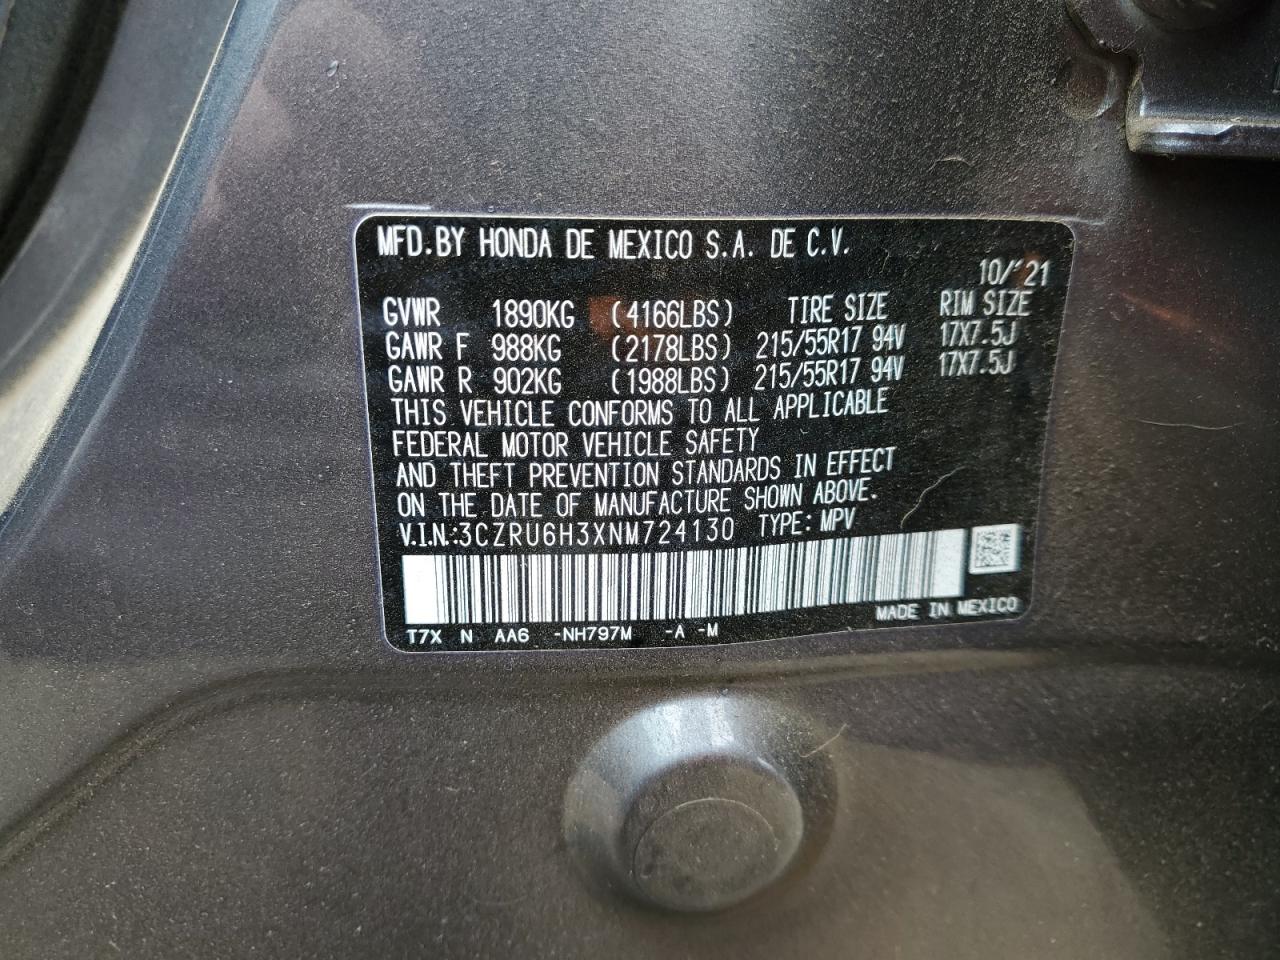 MFD.BY HONDA DE MEXICO S.A. DE C.V.
10/'21
GVWR 1890KG (4166LBS) TIRE SIZE RIM SIZE
GAWR F 988KG (2178LBS) 215/55R17 94V 17X7.5J
GAWR R 902KG (1988LBS) 215/55R17 94V 17X7.5J
THIS VEHICLE CONFORMS TO ALL APPLICABLE
FEDERAL MOTOR VEHICLE SAFETY
AND THEFT PREVENTION STANDARDS IN EFFECT
ON THE DATE OF MANUFACTURE SHOWN ABOVE.
V.I.N.:3CZRU6H3XNM724130 TYPE: MPV
MADE IN MEXICO
T7X N AA6 -NH797M -A -M